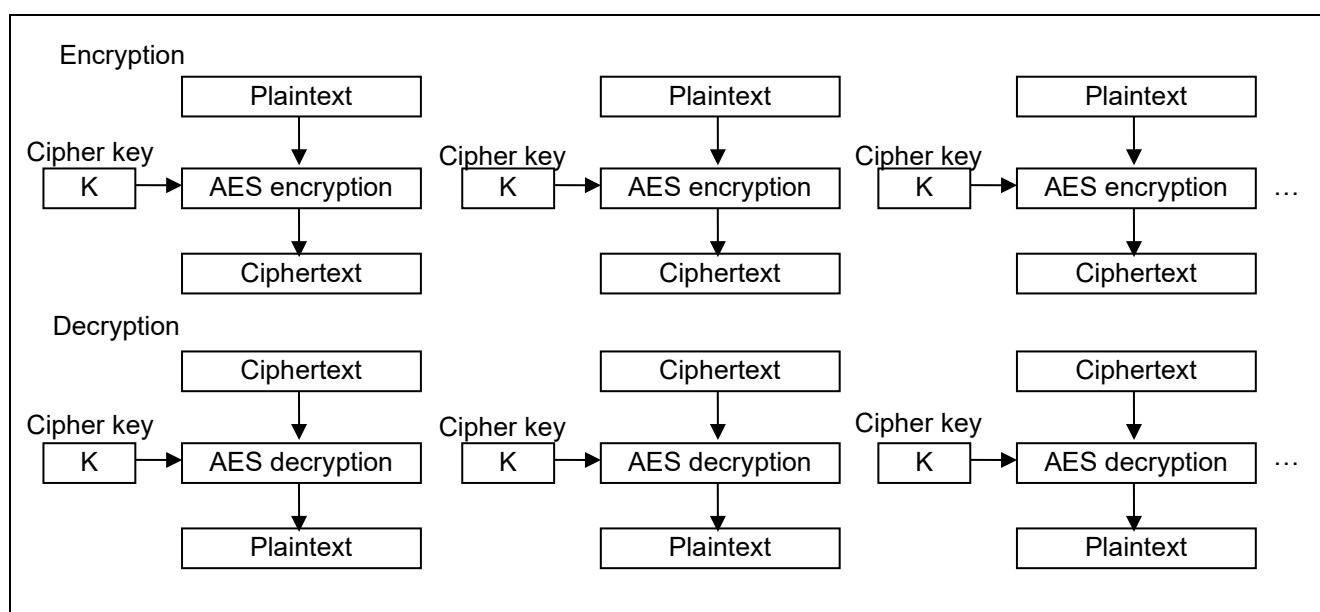 Encryption
Plaintext Plaintext Plaintext
Cipher key Cipher key Cipher key
K AES encryption K AES encryption K AES encryption …
Ciphertext Ciphertext Ciphertext
Decryption
Ciphertext Ciphertext Ciphertext
Cipher key Cipher key Cipher key
K AES decryption K AES decryption K AES decryption …
Plaintext Plaintext Plaintext